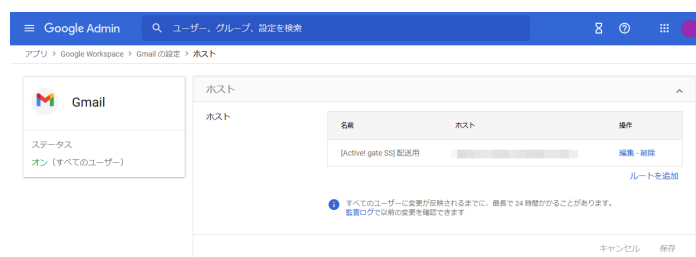 Google Admin
ユーザー、グループ、設定を検索
アプリ > Google Workspace > Gmail の設定 > ホスト
Gmail
ステータス
オン（すべてのユーザー）
ホスト
ホスト
名前 ホスト 操作
[Active! gate SS] 配送用 編集 - 削除
ルートを追加
すべてのユーザーに変更が反映されるまでに、最長で 24 時間かかることがあります。
監査ログで以前の変更を確認できます
キャンセル 保存